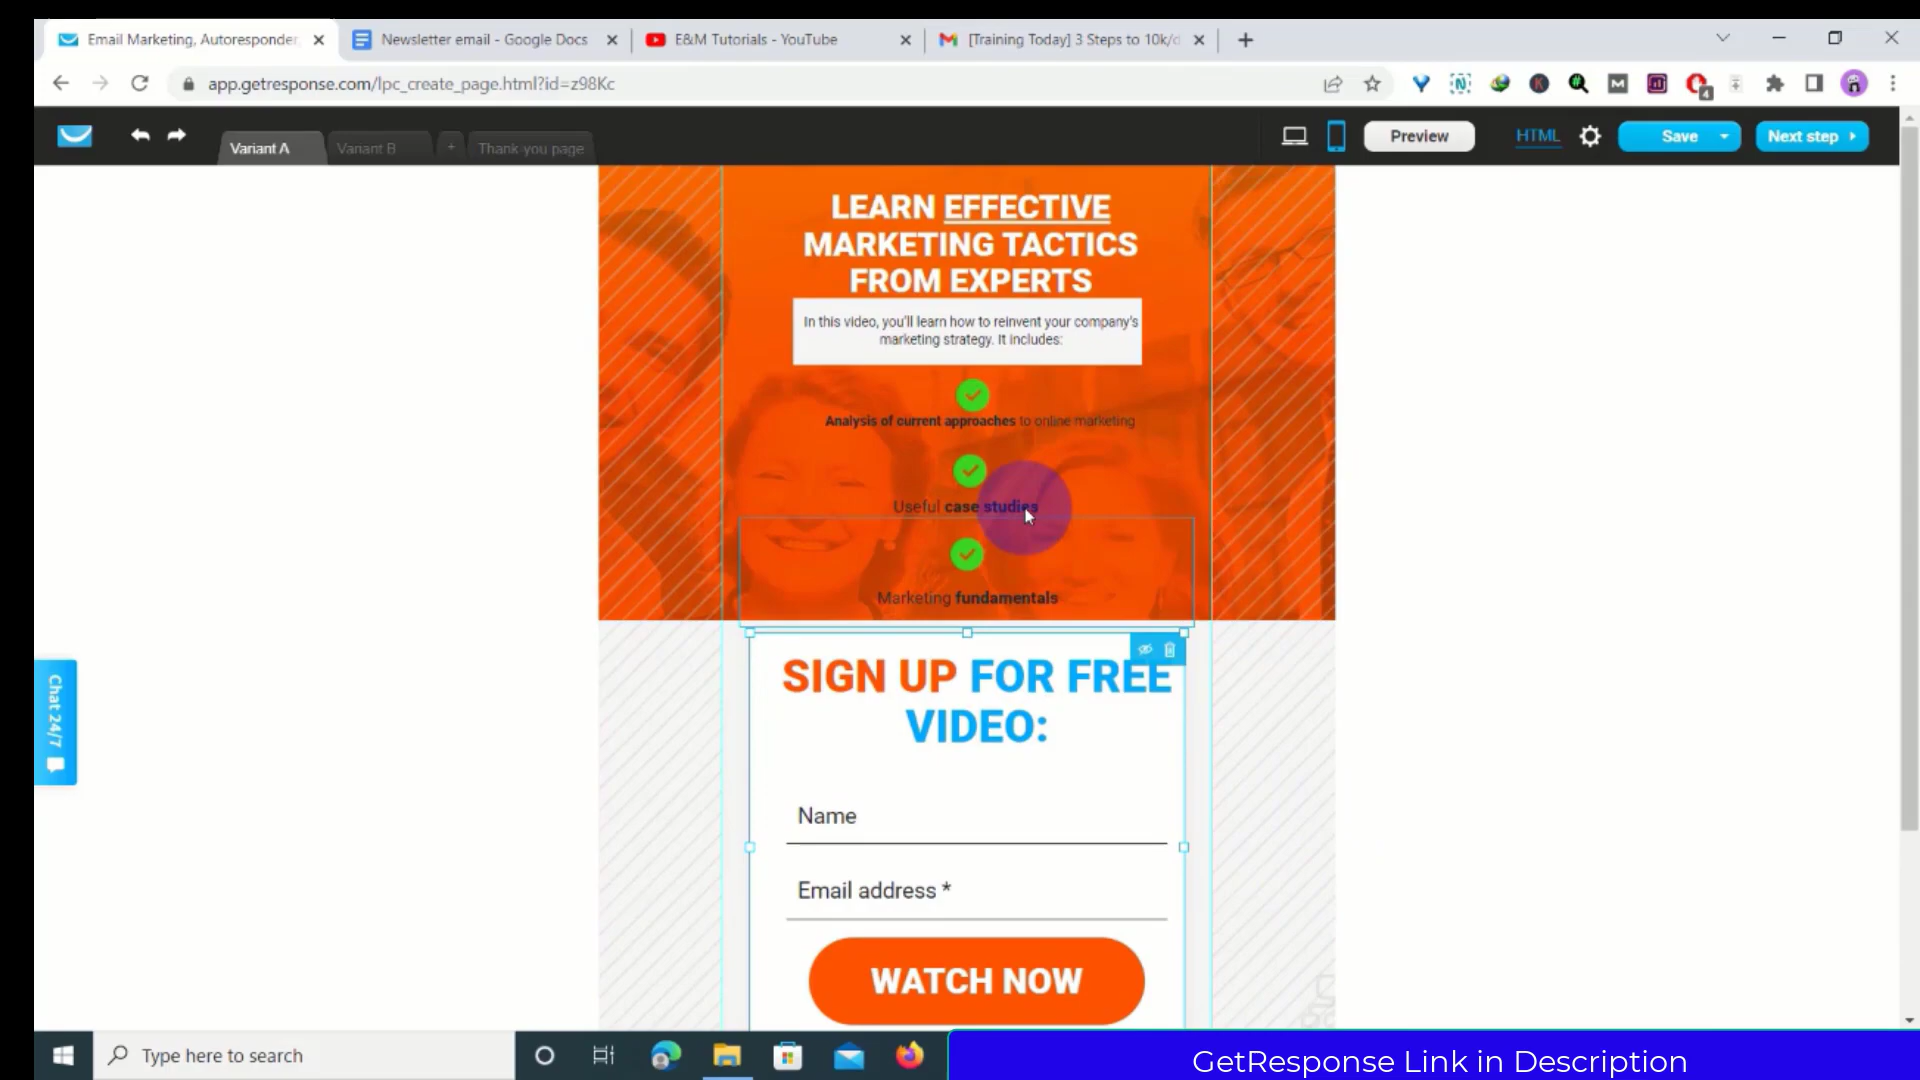 Email Marketing, Autoresponder,
Newsletter email - Google Docs
E&M Tutorials - YouTube
[Training Today] 3 Steps to 10k/d
app.getresponse.com/lpc_create_page.html?id=z98Kc
4
Variant A
Variant B
+
Thank you page
Preview
HTML
Save
Next step
LEARN EFFECTIVE
MARKETING TACTICS
FROM EXPERTS
In this video, you'll learn how to reinvent your company's
marketing strategy. It includes:
Analysis of current approaches to online marketing
Useful case studies
Marketing fundamentals
SIGN UP FOR FREE
VIDEO:
Name
Email address *
WATCH NOW
Chat 24/7
Type here to search
GetResponse Link in Description